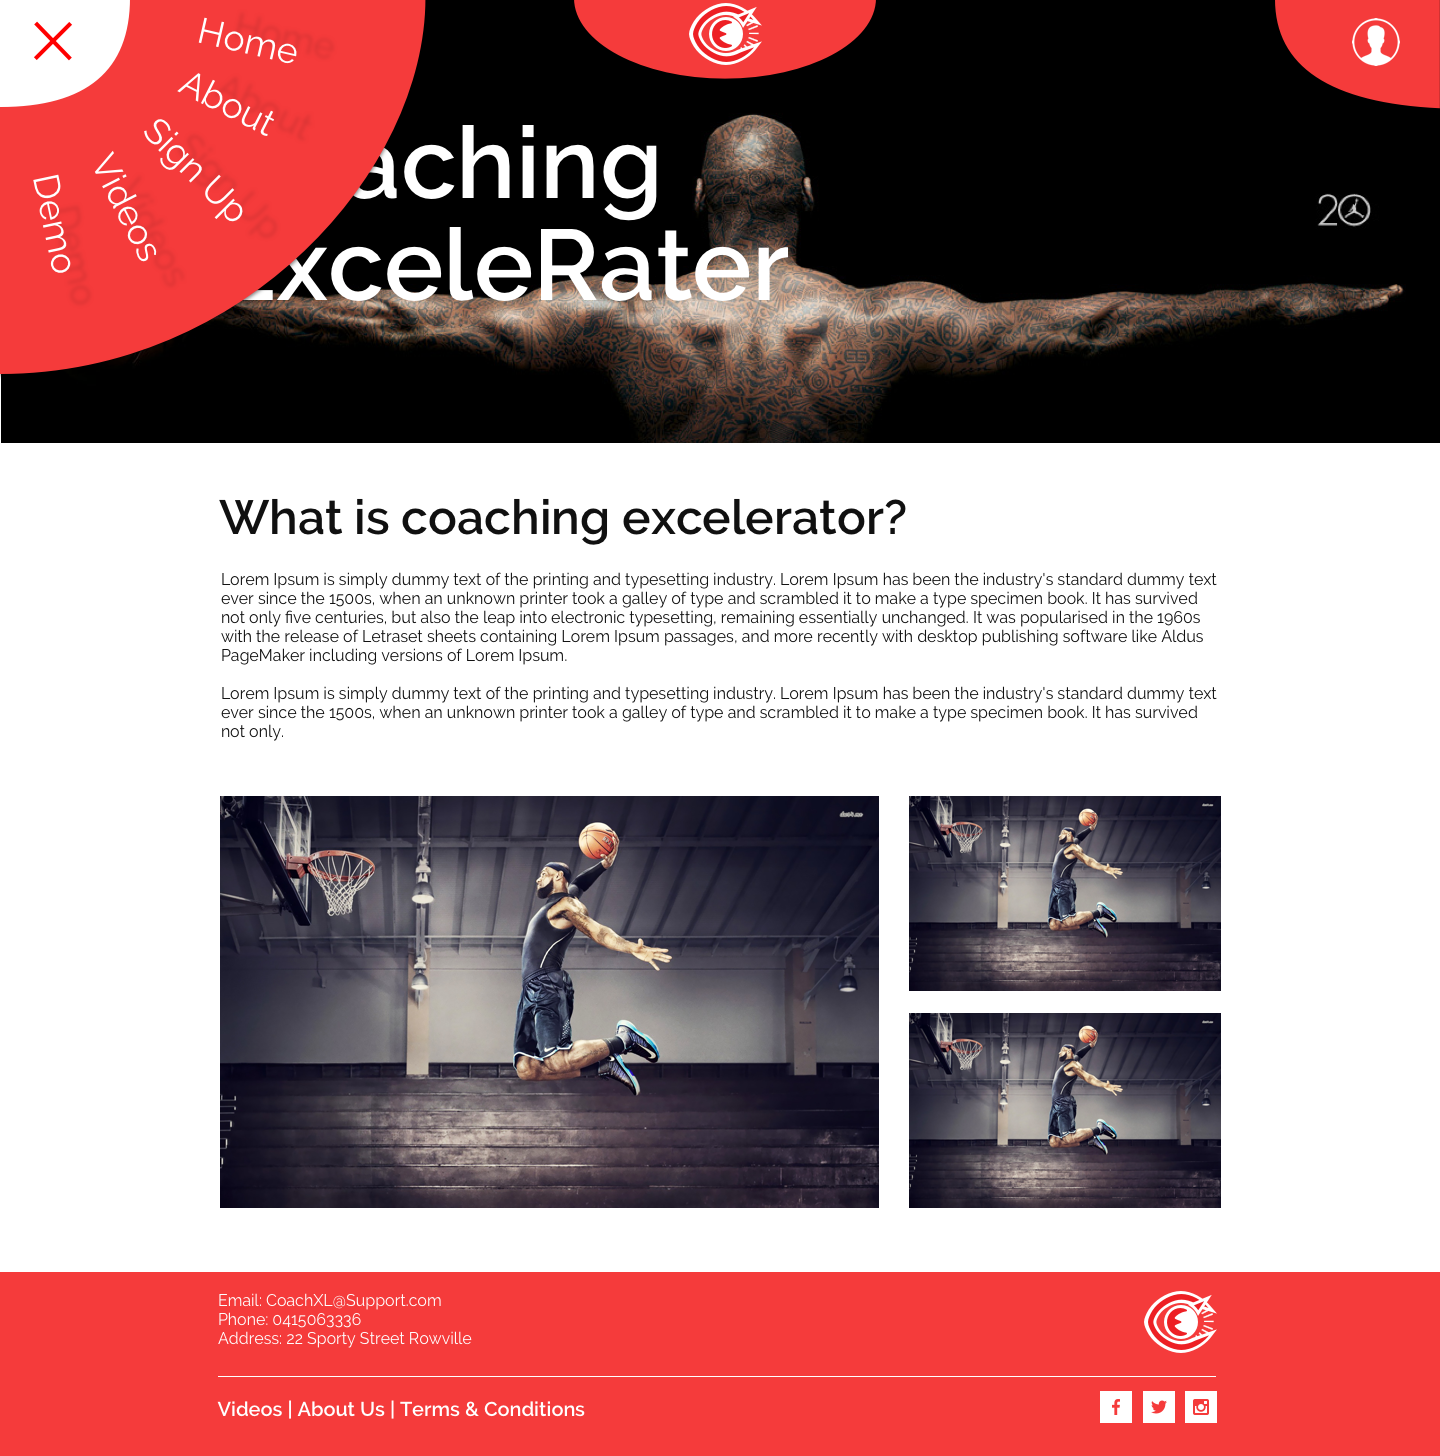 Home
About
Sign Up
Videos
Demo
aching
ExceleRater
20
What is coaching excelerator?
Lorem Ipsum is simply dummy text of the printing and typesetting industry. Lorem Ipsum has been the industry's standard dummy text
ever since the 1500s, when an unknown printer took a galley of type and scrambled it to make a type specimen book. It has survived
not only five centuries, but also the leap into electronic typesetting, remaining essentially unchanged. It was popularised in the 1960s
with the release of Letraset sheets containing Lorem Ipsum passages, and more recently with desktop publishing software like Aldus
PageMaker including versions of Lorem Ipsum.
Lorem Ipsum is simply dummy text of the printing and typesetting industry. Lorem Ipsum has been the industry's standard dummy text
ever since the 1500s, when an unknown printer took a galley of type and scrambled it to make a type specimen book. It has survived
not only.
Email: CoachXL@Support.com
Phone: 0415063336
Address: 22 Sporty Street Rowville
Videos | About Us | Terms & Conditions